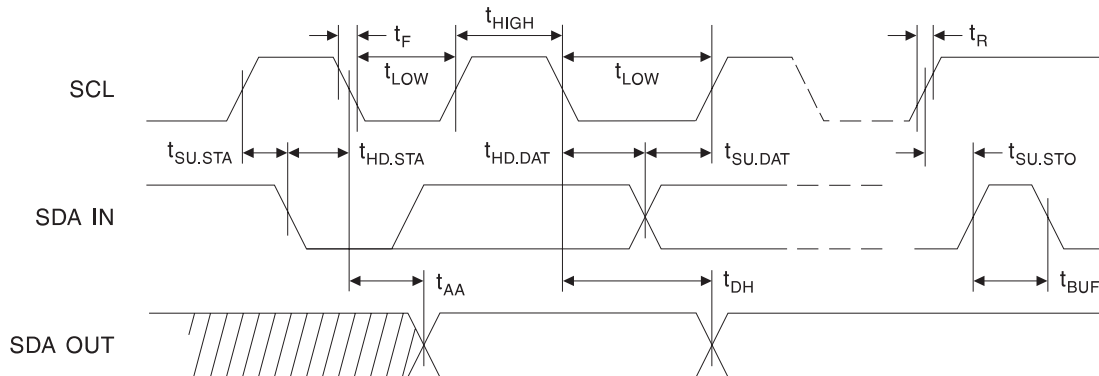 tHIGH
tF
tR
tLOW
tLOW
SCL
tSU.STA
tHD.STA
tHD.DAT
tSU.DAT
tSU.STO
SDA IN
tAA
tDH
tBUF
SDA OUT